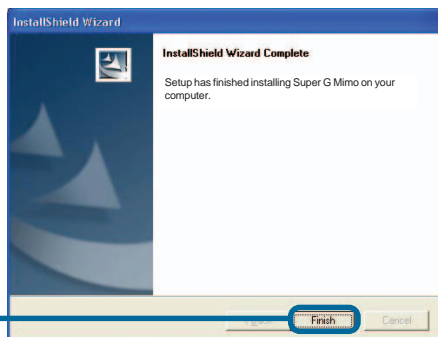 InstallShield Wizard
InstallShield Wizard Complete
Setup has finished installing Super G Mimo on your
computer.
Finish
Cancel